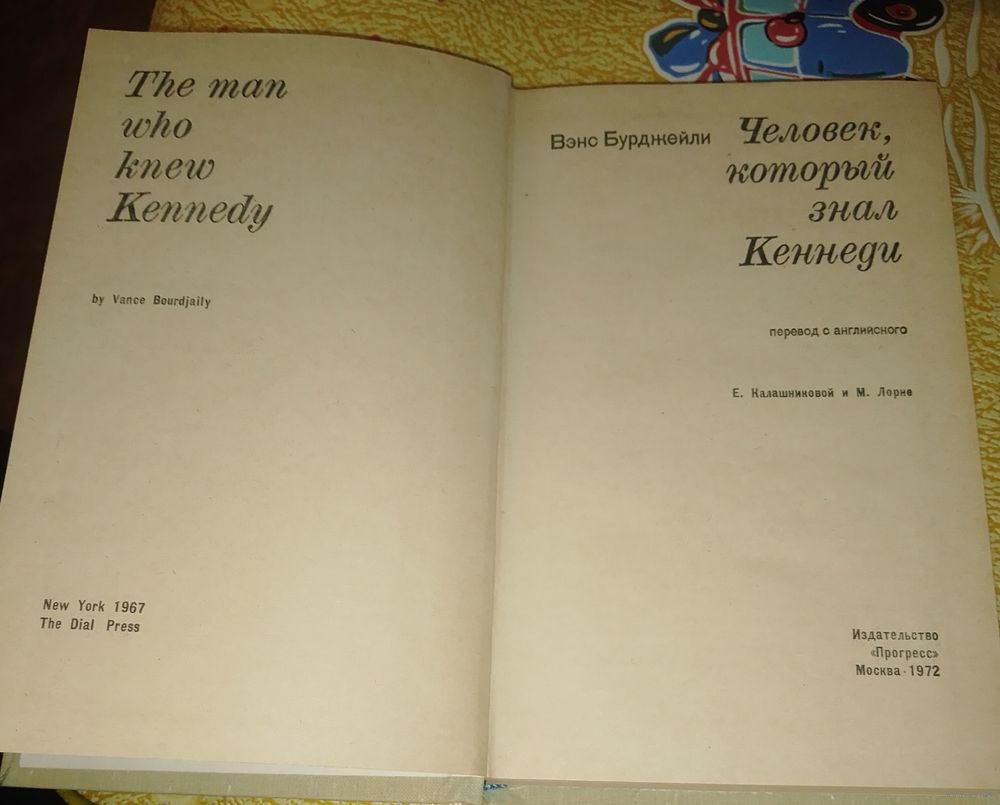 The man
who
knew
Kennedy
by Vance Bourdjaily
New York 1967
The Dial Press
Вэнс Бурджейли
Человек,
который
знал
Кеннеди
перевод с английского
Е. Калашниковой и М. Лорие
Издательство
«Прогресс»
Москва · 1972